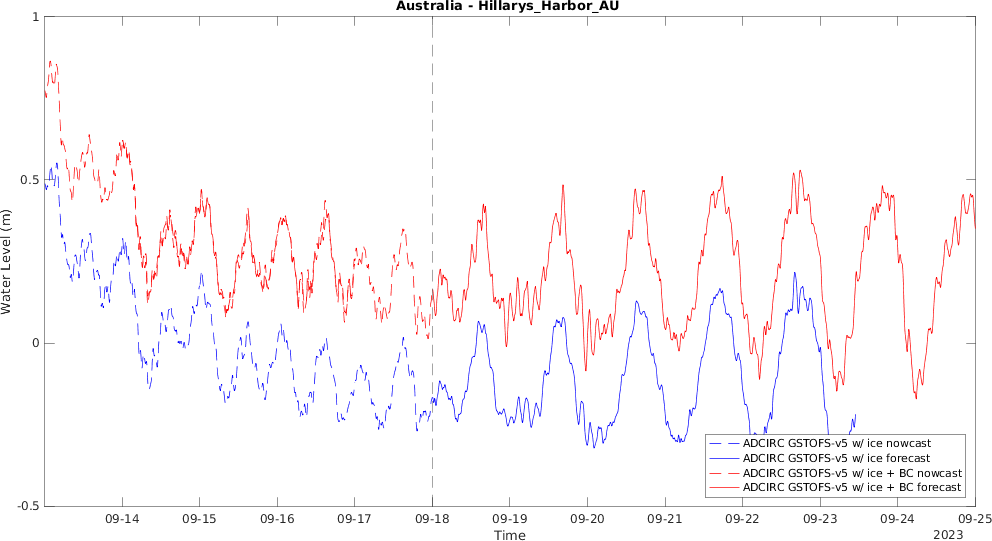 Australia - Hillarys_Harbor_AU
Water Level (m)
1
0.5
0
-0.5
ADCIRC GSTOFS-v5 w/ ice nowcast
ADCIRC GSTOFS-v5 w/ ice forecast
ADCIRC GSTOFS-v5 w/ ice + BC nowcast
ADCIRC GSTOFS-v5 w/ ice + BC forecast
09-14 09-15 09-16 09-17 09-18 09-19 09-20 09-21 09-22 09-23 09-24 09-25
Time
2023